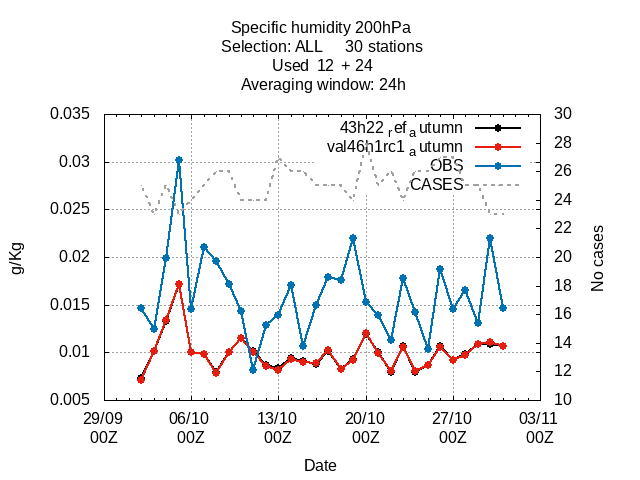 Specific humidity 200hPa
Selection: ALL 30 stations
Used 12 + 24
Averaging window: 24h
0.035
0.03
0.025
0.02
0.015
0.01
0.005
g/Kg
30
28
26
24
22
20
18
16
14
12
10
No cases
43h22_ref_autumn
val46h1rc1_autumn
OBS
CASES
29/09 06/10 13/10 20/10 27/10 03/11
00Z 00Z 00Z 00Z 00Z 00Z
Date